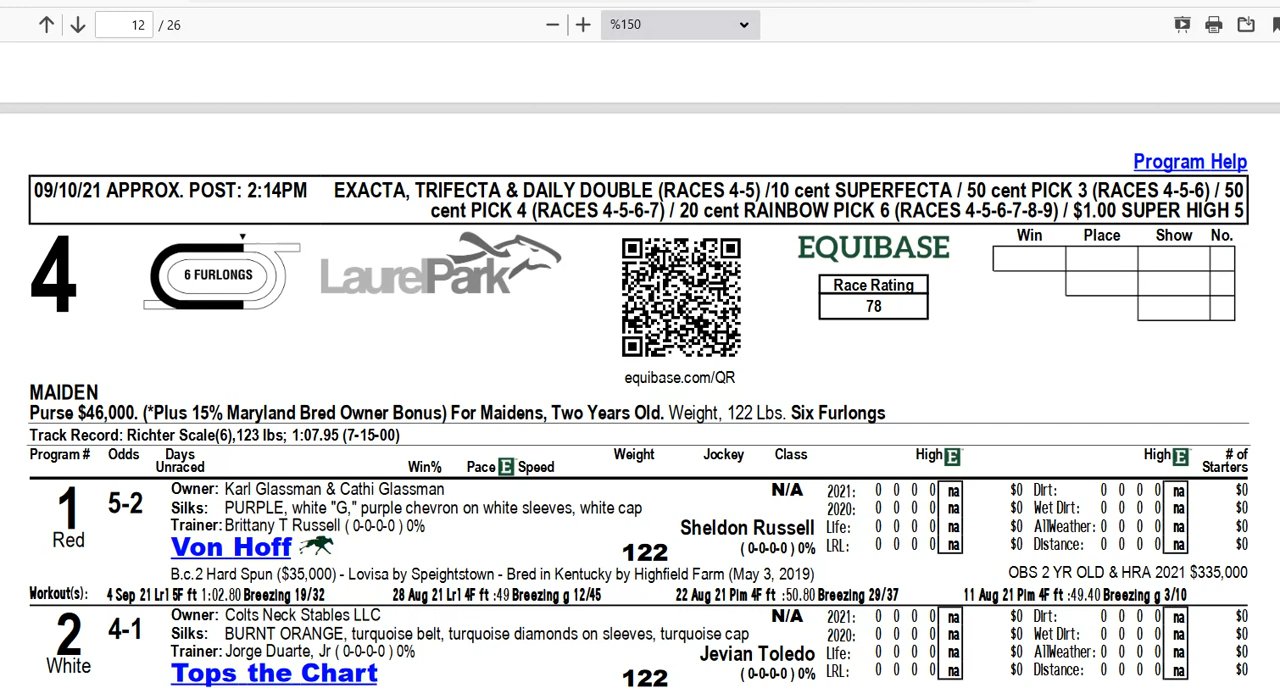 12 / 26 %150
Program Help
09/10/21 APPROX. POST: 2:14PM EXACTA, TRIFECTA & DAILY DOUBLE (RACES 4-5) /10 cent SUPERFECTA / 50 cent PICK 3 (RACES 4-5-6) / 50
cent PICK 4 (RACES 4-5-6-7) / 20 cent RAINBOW PICK 6 (RACES 4-5-6-7-8-9) / $1.00 SUPER HIGH 5
4
6 FURLONGS
LaurelPark
equibase.com/QR
EQUIBASE
Race Rating
78
Win Place Show No.
MAIDEN
Purse $46,000. (*Plus 15% Maryland Bred Owner Bonus) For Maidens, Two Years Old. Weight, 122 Lbs. Six Furlongs
Track Record: Richter Scale(6),123 lbs; 1:07.95 (7-15-00)
Program # Odds Days Weight Jockey Class High E High E # of
Unraced Win% Pace E Speed Starters
1 5-2 Owner: Karl Glassman & Cathi Glassman N/A 2021: 0 0 0 0 na $0 Dirt: 0 0 0 0 na $0
Silks: PURPLE, white "G," purple chevron on white sleeves, white cap 2020: 0 0 0 0 na $0 Wet Dirt: 0 0 0 0 na $0
Trainer: Brittany T Russell ( 0-0-0-0 ) 0% Sheldon Russell Life: 0 0 0 0 na $0 AllWeather: 0 0 0 0 na $0
Red Von Hoff 122 ( 0-0-0-0 ) 0% LRL: 0 0 0 0 na $0 Distance: 0 0 0 0 na $0
B.c.2 Hard Spun ($35,000) - Lovisa by Speightstown - Bred in Kentucky by Highfield Farm (May 3, 2019) OBS 2 YR OLD & HRA 2021 $335,000
Workout(s): 4 Sep 21 Lrl 5F ft 1:02.80 Breezing 19/32 28 Aug 21 Lrl 4F ft :49 Breezing g 12/45 22 Aug 21 Pim 4F ft :50.80 Breezing 29/37 11 Aug 21 Pim 4F ft :49.40 Breezing g 3/10
2 4-1 Owner: Colts Neck Stables LLC N/A 2021: 0 0 0 0 na $0 Dirt: 0 0 0 0 na $0
Silks: BURNT ORANGE, turquoise belt, turquoise diamonds on sleeves, turquoise cap 2020: 0 0 0 0 na $0 Wet Dirt: 0 0 0 0 na $0
Trainer: Jorge Duarte, Jr ( 0-0-0-0 ) 0% Jevian Toledo Life: 0 0 0 0 na $0 AllWeather: 0 0 0 0 na $0
White Tops the Chart 122 ( 0-0-0-0 ) 0% LRL: 0 0 0 0 na $0 Distance: 0 0 0 0 na $0